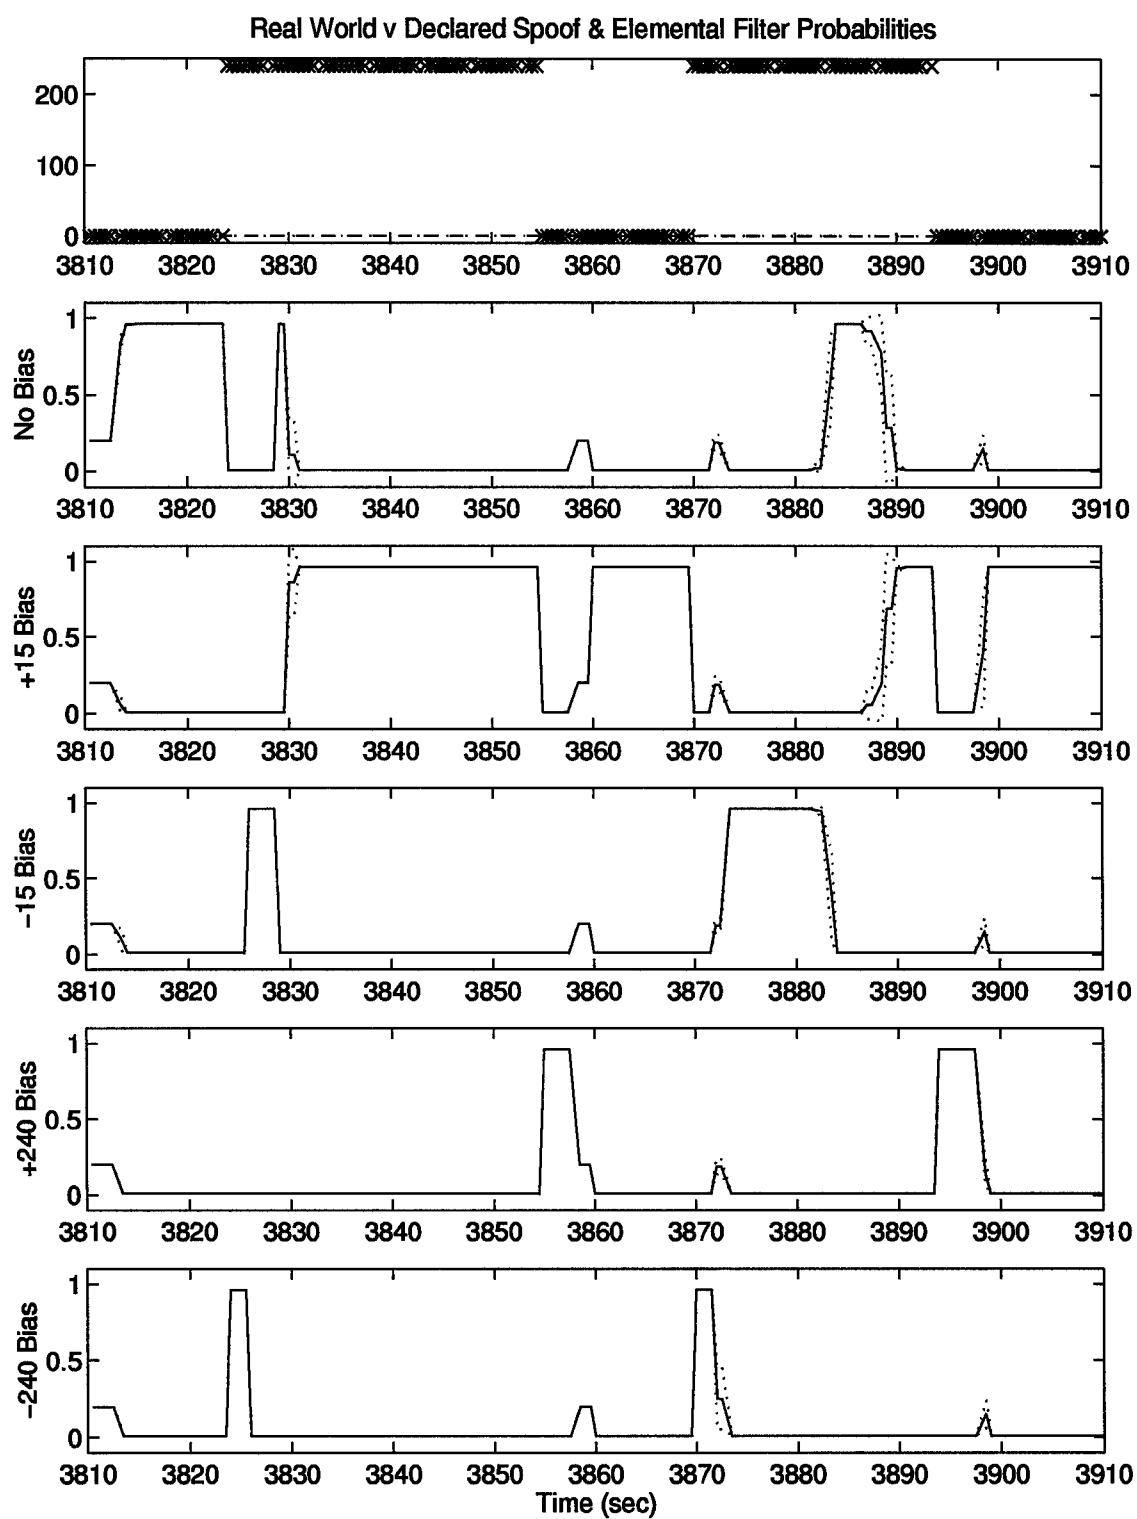 Real World v Declared Spoof & Elemental Filter Probabilities
200
100
0
3810 3820 3830 3840 3850 3860 3870 3880 3890 3900 3910
No Bias
1
0.5
0
3810 3820 3830 3840 3850 3860 3870 3880 3890 3900 3910
+15 Bias
1
0.5
0
3810 3820 3830 3840 3850 3860 3870 3880 3890 3900 3910
−15 Bias
1
0.5
0
3810 3820 3830 3840 3850 3860 3870 3880 3890 3900 3910
+240 Bias
1
0.5
0
3810 3820 3830 3840 3850 3860 3870 3880 3890 3900 3910
−240 Bias
1
0.5
0
3810 3820 3830 3840 3850 3860 3870 3880 3890 3900 3910
Time (sec)